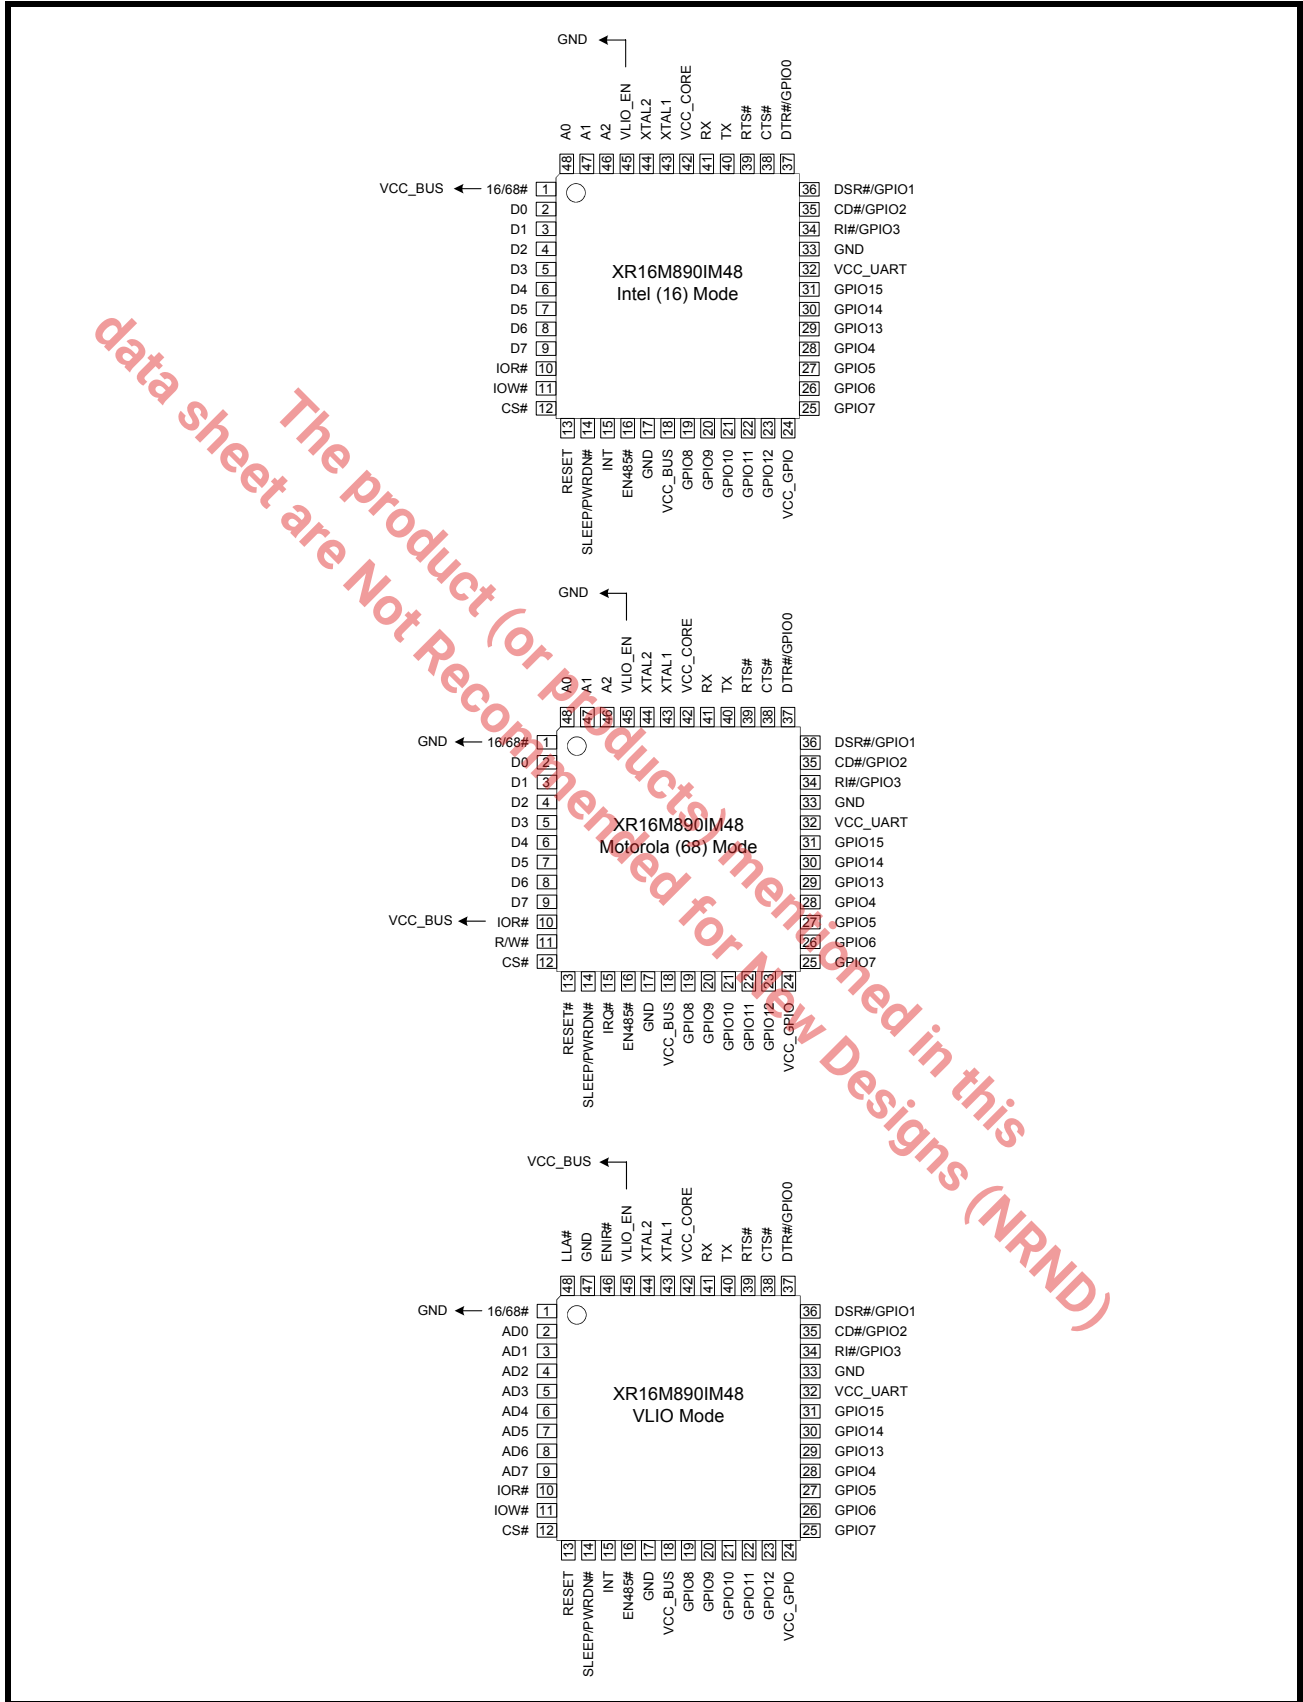 GND
A0
A1
A2
VLIO_EN
XTAL2
XTAL1
VCC_CORE
RX
TX
RTS#
CTS#
DTR#/GPIO0
48 47 46 45 44 43 42 41 40 39 38 37
VCC_BUS 16/68# 1
D0 2
D1 3
D2 4
D3 5
D4 6
D5 7
D6 8
D7 9
IOR# 10
IOW# 11
CS# 12
XR16M890IM48
Intel (16) Mode
36 DSR#/GPIO1
35 CD#/GPIO2
34 RI#/GPIO3
33 GND
32 VCC_UART
31 GPIO15
30 GPIO14
29 GPIO13
28 GPIO4
27 GPIO5
26 GPIO6
25 GPIO7
13 14 15 16 17 18 19 20 21 22 23 24
RESET
SLEEP/PWRDN#
INT
EN485#
GND
VCC_BUS
GPIO8
GPIO9
GPIO10
GPIO11
GPIO12
VCC_GPIO
GND
A0
A1
A2
VLIO_EN
XTAL2
XTAL1
VCC_CORE
RX
TX
RTS#
CTS#
DTR#/GPIO0
48 47 46 45 44 43 42 41 40 39 38 37
GND 16/68# 1
D0 2
D1 3
D2 4
D3 5
D4 6
D5 7
D6 8
D7 9
VCC_BUS IOR# 10
R/W# 11
CS# 12
XR16M890IM48
Motorola (68) Mode
36 DSR#/GPIO1
35 CD#/GPIO2
34 RI#/GPIO3
33 GND
32 VCC_UART
31 GPIO15
30 GPIO14
29 GPIO13
28 GPIO4
27 GPIO5
26 GPIO6
25 GPIO7
13 14 15 16 17 18 19 20 21 22 23 24
RESET#
SLEEP/PWRDN#
IRQ#
EN485#
GND
VCC_BUS
GPIO8
GPIO9
GPIO10
GPIO11
GPIO12
VCC_GPIO
VCC_BUS
LLA#
GND
ENIR#
VLIO_EN
XTAL2
XTAL1
VCC_CORE
RX
TX
RTS#
CTS#
DTR#/GPIO0
48 47 46 45 44 43 42 41 40 39 38 37
GND 16/68# 1
AD0 2
AD1 3
AD2 4
AD3 5
AD4 6
AD5 7
AD6 8
AD7 9
IOR# 10
IOW# 11
CS# 12
XR16M890IM48
VLIO Mode
36 DSR#/GPIO1
35 CD#/GPIO2
34 RI#/GPIO3
33 GND
32 VCC_UART
31 GPIO15
30 GPIO14
29 GPIO13
28 GPIO4
27 GPIO5
26 GPIO6
25 GPIO7
13 14 15 16 17 18 19 20 21 22 23 24
RESET
SLEEP/PWRDN#
INT
EN485#
GND
VCC_BUS
GPIO8
GPIO9
GPIO10
GPIO11
GPIO12
VCC_GPIO
The product (or products) mentioned in this
data sheet are Not Recommended for New Designs (NRND)